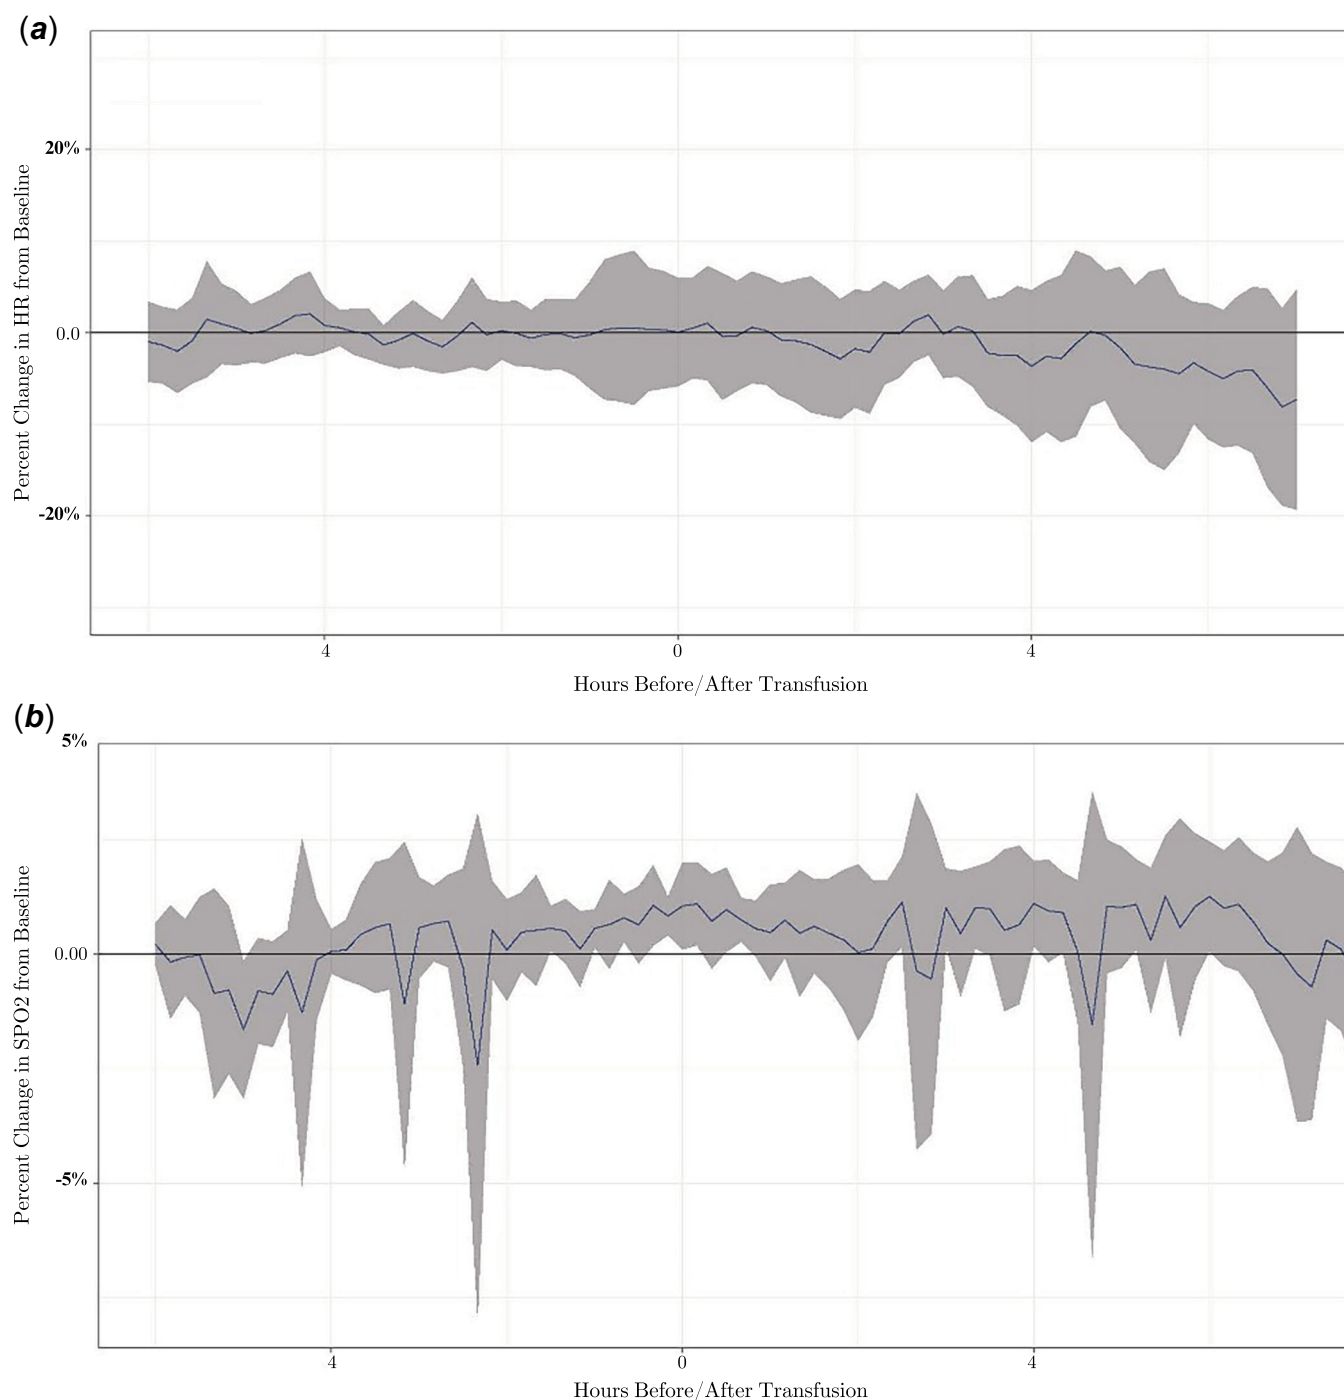 (a)
Percent Change in HR from Baseline
20%
0.0
-20%
4 0 4
Hours Before/After Transfusion
(b)
Percent Change in SPO2 from Baseline
5%
0.00
-5%
4 0 4
Hours Before/After Transfusion